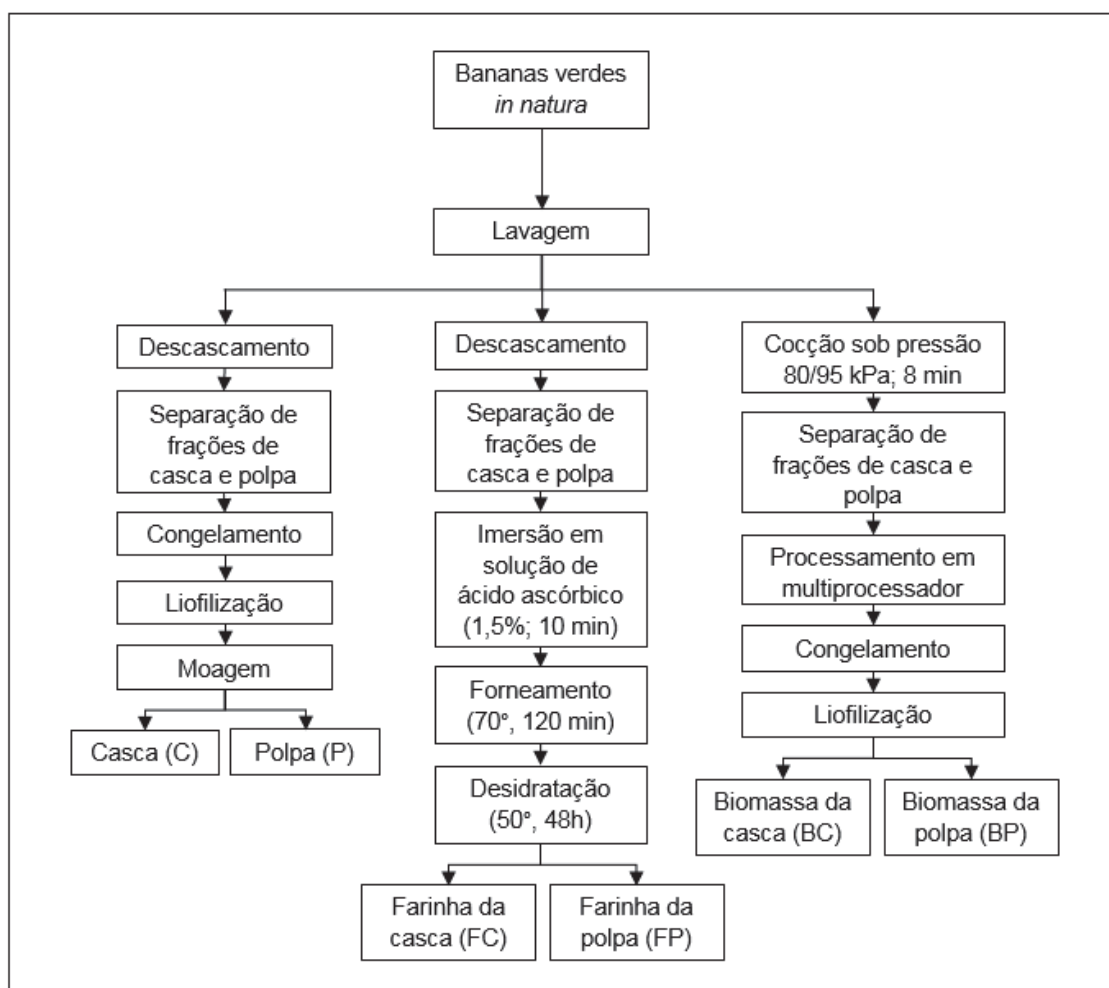 Bananas verdes
in natura
Lavagem
Descascamento
Separação de
frações de
casca e polpa
Congelamento
Liofilização
Moagem
Casca (C)
Polpa (P)
Descascamento
Separação de
frações de
casca e polpa
Imersão em
solução de
ácido ascórbico
(1,5%; 10 min)
Forneamento
(70°, 120 min)
Desidratação
(50°, 48h)
Farinha da
casca (FC)
Farinha da
polpa (FP)
Cocção sob pressão
80/95 kPa; 8 min
Separação de
frações de casca e
polpa
Processamento em
multiprocessador
Congelamento
Liofilização
Biomassa da
casca (BC)
Biomassa da
polpa (BP)